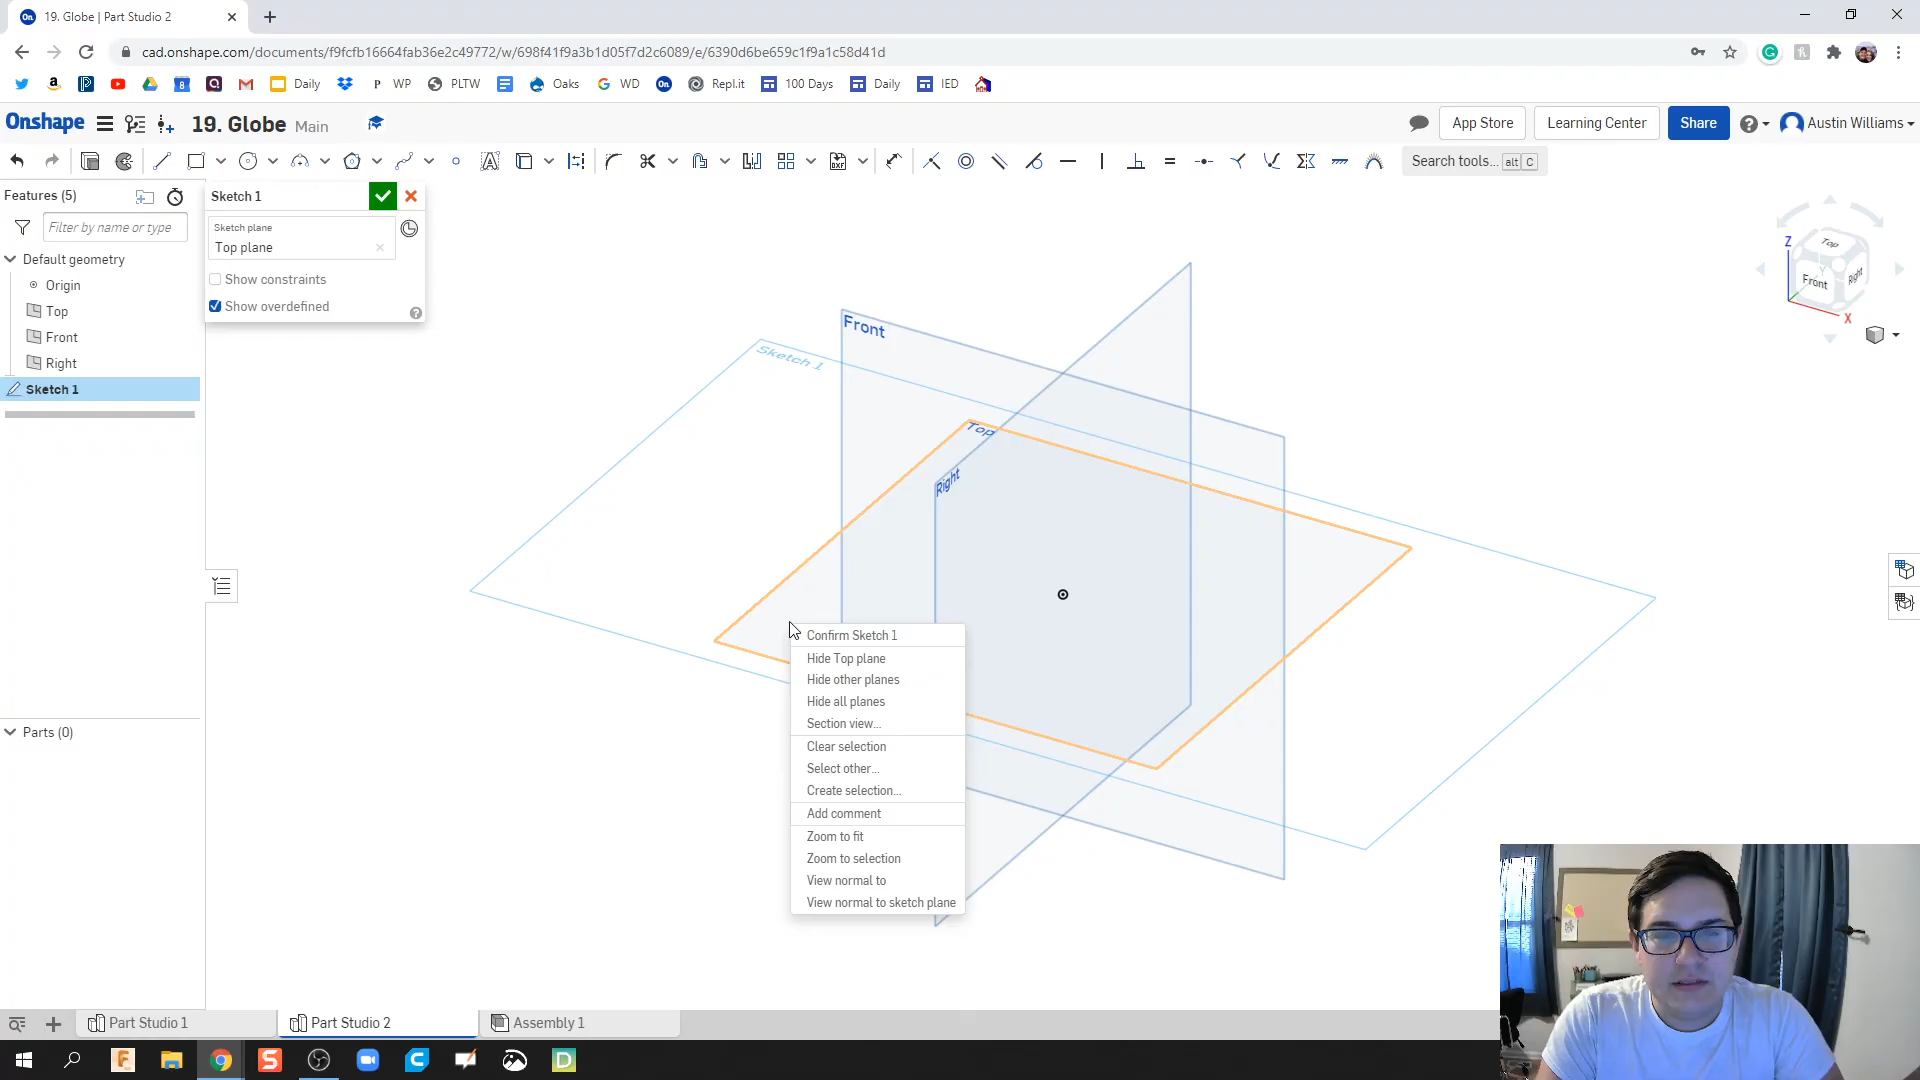 19. Globe | Part Studio 2
cad.onshape.com/documents/f9fcfb16664fab36e2c49772/w/698f41f9a3b1d05f7d2c6089/e/6390d6be659c1f9a1c58d41d
Daily
WP
PLTW
Oaks
WD
Repl.it
100 Days
Daily
IED
Onshape
19. Globe Main
App Store
Learning Center
Share
Austin Williams
Search tools... alt C
Features (5)
Filter by name or type
Default geometry
Origin
Top
Front
Right
Sketch 1
Sketch 1
Sketch plane
Top plane
Show constraints
Show overdefined
Front
Sketch 1
Top
Right
Z
Top
Front
Right
Y
X
Confirm Sketch 1
Hide Top plane
Hide other planes
Hide all planes
Section view...
Clear selection
Select other...
Create selection...
Add comment
Zoom to fit
Zoom to selection
View normal to
View normal to sketch plane
Parts (0)
Part Studio 1
Part Studio 2
Assembly 1